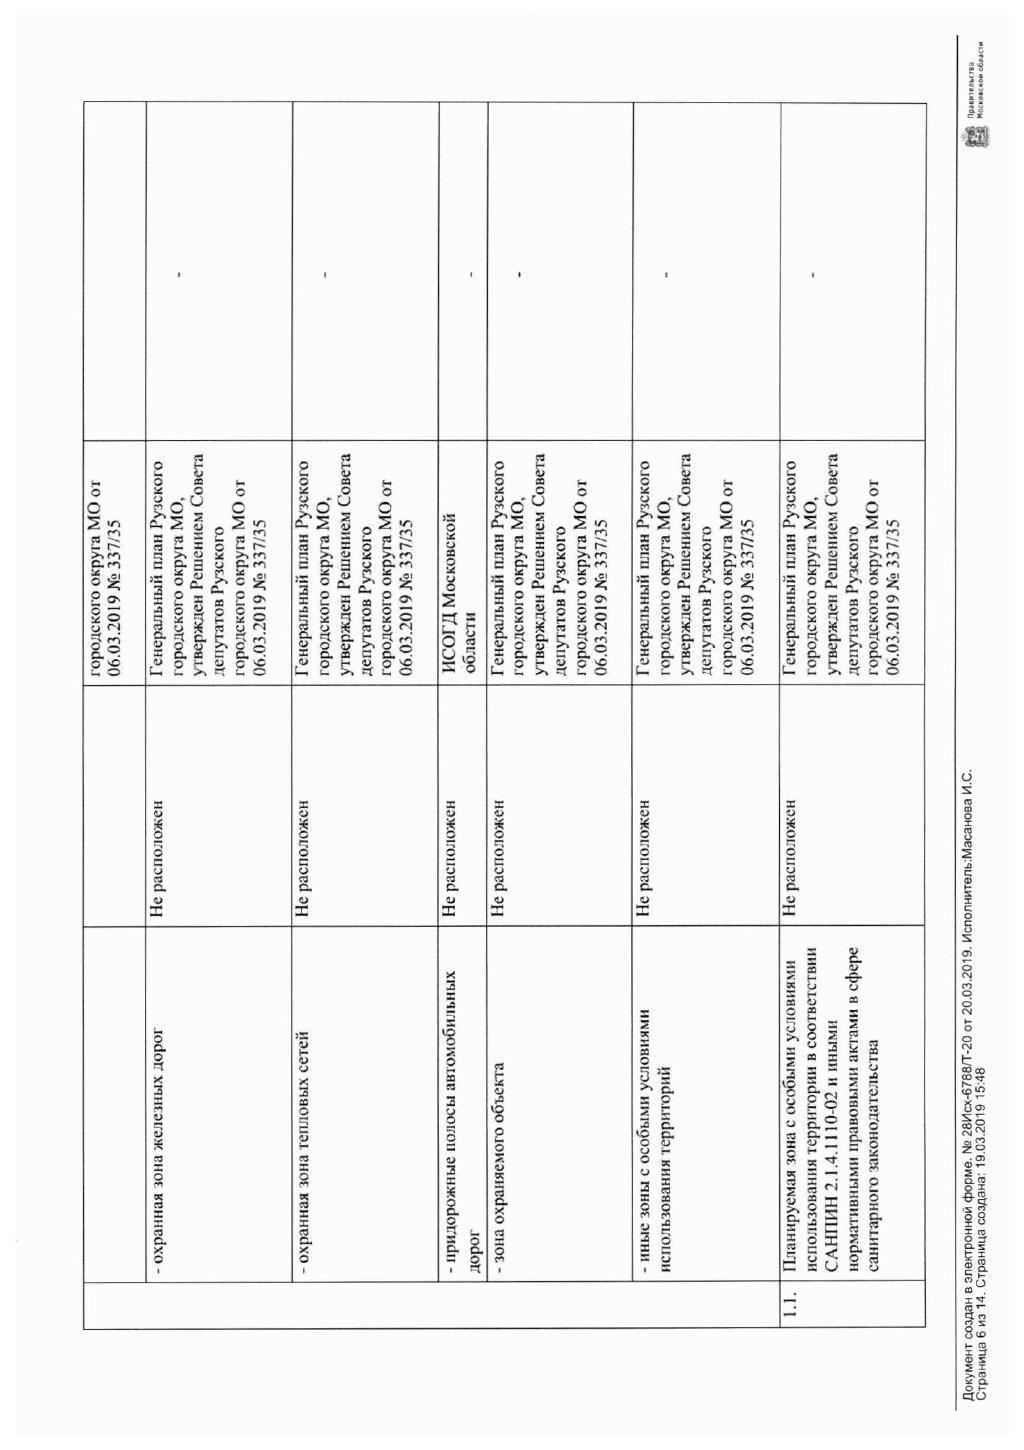 городского округа МО от
06.03.2019 № 337/35
- охранная зона железных дорог
Не расположен
Генеральный план Рузского
городского округа МО,
утвержден Решением Совета
депутатов Рузского
городского округа МО от
06.03.2019 № 337/35
-
- охранная зона тепловых сетей
Не расположен
Генеральный план Рузского
городского округа МО,
утвержден Решением Совета
депутатов Рузского
городского округа МО от
06.03.2019 № 337/35
-
- придорожные полосы автомобильных
дорог
Не расположен
ИСОГД Московской
области
-
- зона охраняемого объекта
Не расположен
Генеральный план Рузского
городского округа МО,
утвержден Решением Совета
депутатов Рузского
городского округа МО от
06.03.2019 № 337/35
-
- иные зоны с особыми условиями
использования территорий
Не расположен
Генеральный план Рузского
городского округа МО,
утвержден Решением Совета
депутатов Рузского
городского округа МО от
06.03.2019 № 337/35
-
1.1.
Планируемая зона с особыми условиями
использования территории в соответствии
САНПИН 2.1.4.1110-02 и иными
нормативными правовыми актами в сфере
санитарного законодательства
Не расположен
Генеральный план Рузского
городского округа МО,
утвержден Решением Совета
депутатов Рузского
городского округа МО от
06.03.2019 № 337/35
-
Документ создан в электронной форме. № 28Исх-6788/Т-20 от 20.03.2019. Исполнитель:Масанова И.С.
Страница 6 из 14. Страница создана: 19.03.2019 15:48
Правительство
Московской области